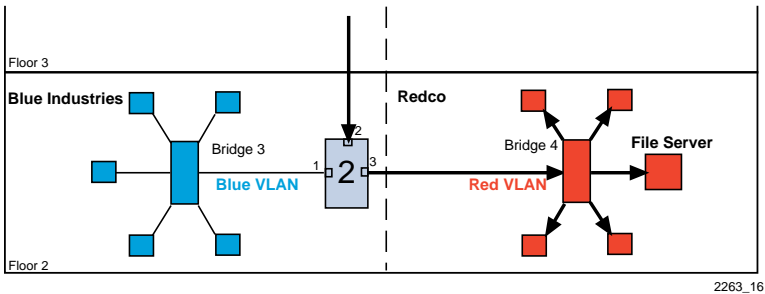 Floor 3
Blue Industries
Redco
2
Bridge 3
Bridge 4
File Server
1
2
3
Blue VLAN
Red VLAN
Floor 2
2263_16